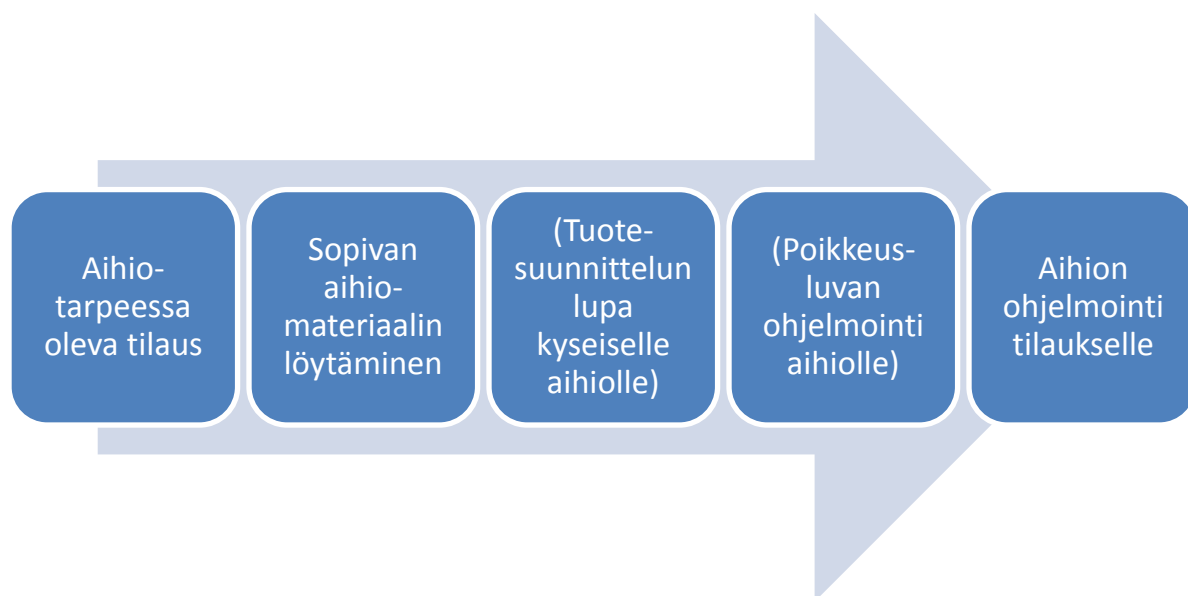 Aihio-
tarpeessa
oleva tilaus
Sopivan
aihio-
materiaalin
löytäminen
(Tuote-
suunnittelun
lupa
kyseiselle
aihiolle)
(Poikkeus-
luvan
ohjelmointi
aihiolle)
Aihion
ohjelmointi
tilaukselle